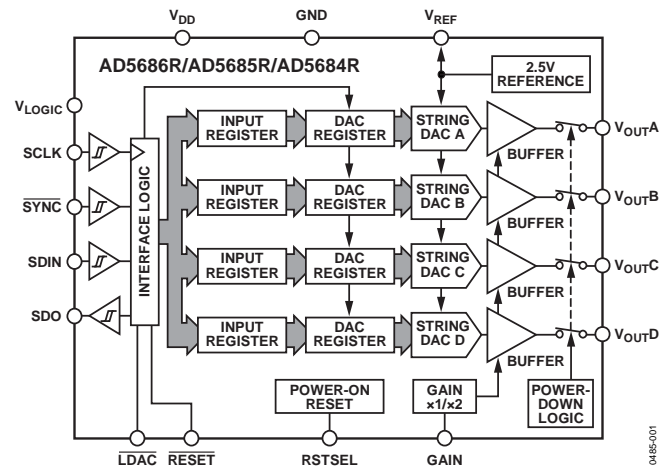 VDD
GND
VREF
AD5686R/AD5685R/AD5684R
2.5V
REFERENCE
VLOGIC
SCLK
SYNC
SDIN
SDO
INTERFACE LOGIC
INPUT
REGISTER
DAC
REGISTER
STRING
DAC A
BUFFER
VOUTA
INPUT
REGISTER
DAC
REGISTER
STRING
DAC B
BUFFER
VOUTB
INPUT
REGISTER
DAC
REGISTER
STRING
DAC C
BUFFER
VOUTC
INPUT
REGISTER
DAC
REGISTER
STRING
DAC D
BUFFER
VOUTD
POWER-ON
RESET
GAIN
×1/×2
POWER-
DOWN
LOGIC
LDAC
RESET
RSTSEL
GAIN
0485-001